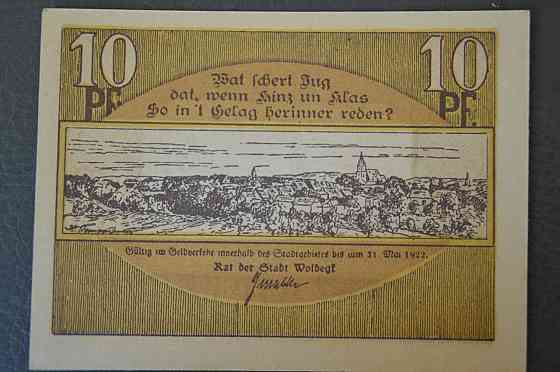 10 PF
10 PF
Wat schert Jug
dat, wenn Hinz un Klas
So in't Gelag herinner reden?
Gültig im Geldverkehr innerhalb des Stadtgebietes bis zum 31. Mai 1922.
Rat der Stadt Woldegk